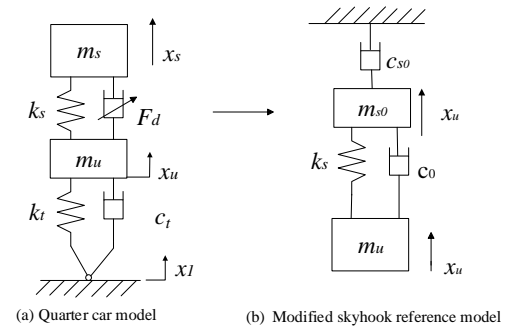 ms
xs
ks
Fd
mu
xu
kt
ct
x1
(a) Quarter car model
cs0
ms0
xu
ks
c0
mu
xu
(b) Modified skyhook reference model